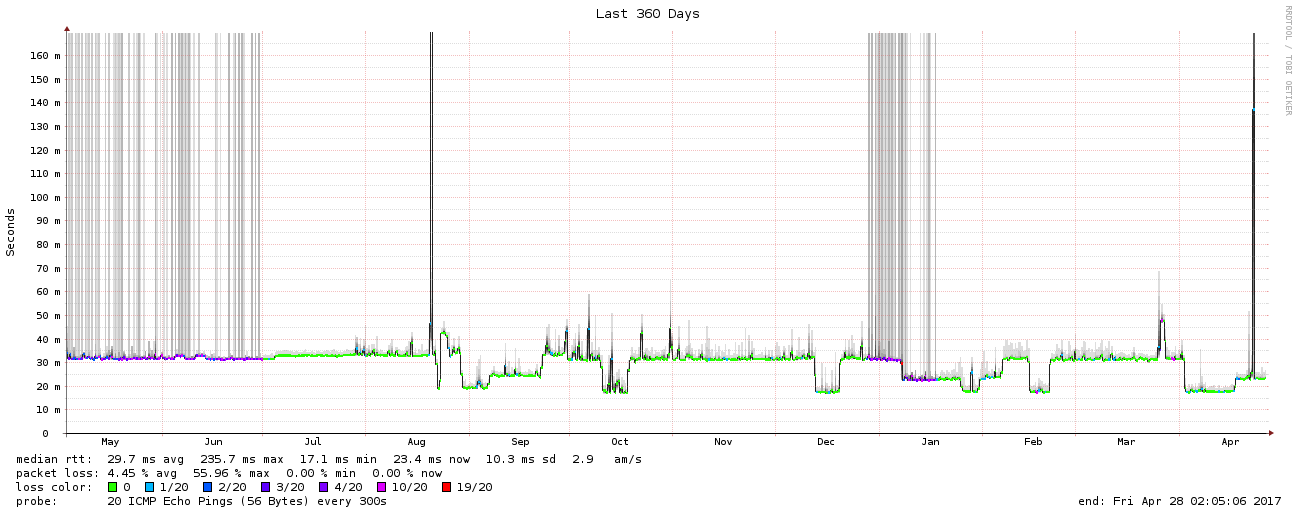 Last 360 Days
RRDTOOL / TOBI OETIKER
Seconds
160 m
150 m
140 m
130 m
120 m
110 m
100 m
90 m
80 m
70 m
60 m
50 m
40 m
30 m
20 m
10 m
0
May Jun Jul Aug Sep Oct Nov Dec Jan Feb Mar Apr
median rtt: 29.7 ms avg 235.7 ms max 17.1 ms min 23.4 ms now 10.3 ms sd 2.9 am/s
packet loss: 4.45 % avg 55.96 % max 0.00 % min 0.00 % now
loss color: 0 1/20 2/20 3/20 4/20 10/20 19/20
probe: 20 ICMP Echo Pings (56 Bytes) every 300s end: Fri Apr 28 02:05:06 2017